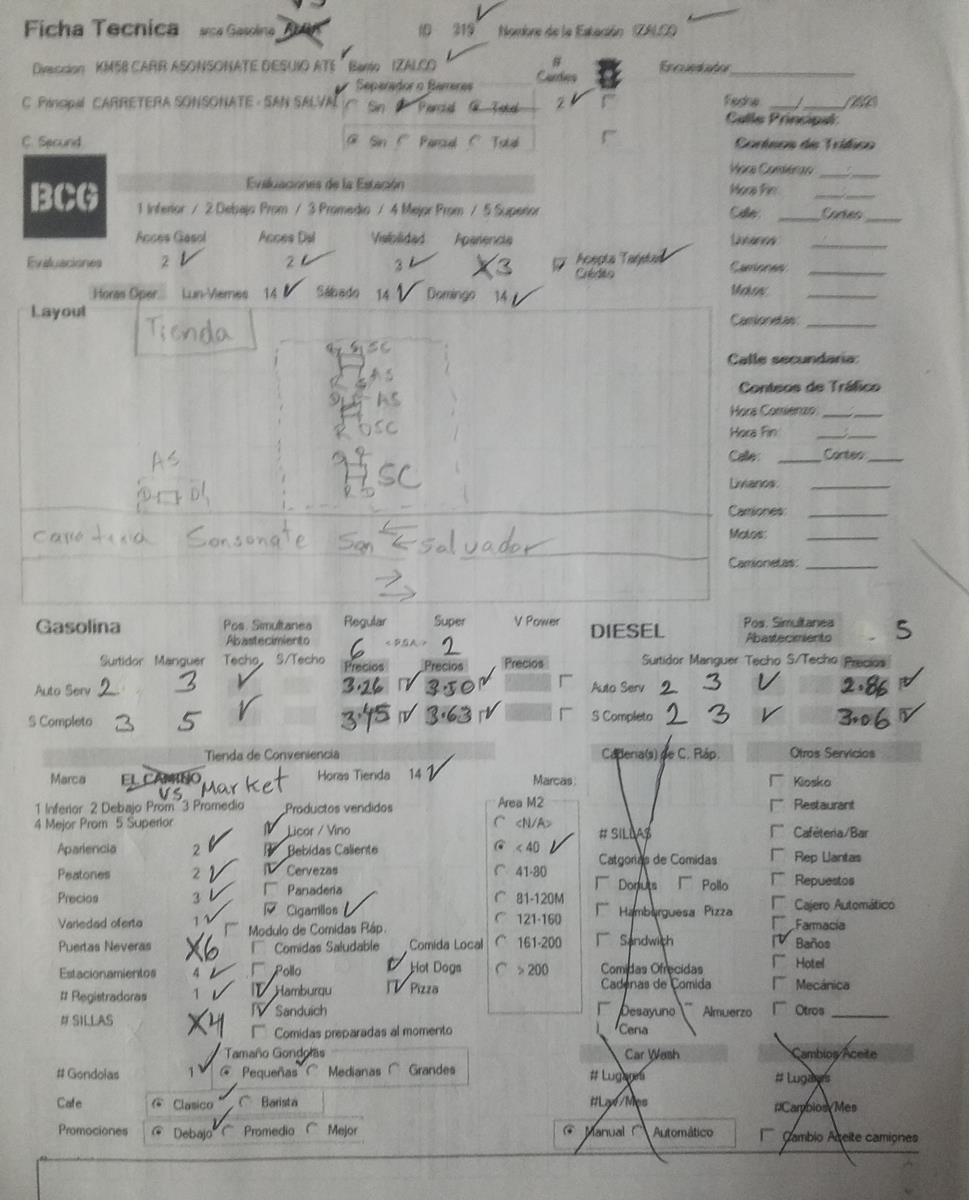 VS
Ficha Tecnica arca Gasolina ID 219 Nombre de la Estación IZALCO
Direccion KM58 CARR ASONSONATE DESUIO ATE Barrio IZALCO # Carriles Encuestador
Separador o Barreras
C. Principal CARRETERA SONSONATE - SAN SALVAI Sin Parcial Total 2 Fecha / /2021
Calle Principal:
C. Secund Sin Parcial Total
Conteos de Tráfico
Hora Comienzo:
Hora Fin:
Calle: Conteo:
Livianos:
Camiones:
Motos:
Camionetas:
BCG
Evaluaciones de la Estación
1 Inferior / 2 Debajo Prom / 3 Promedio / 4 Mejor Prom / 5 Superior
Acces Gasol Acces Dsl Visibilidad Apariencia
Evaluaciones 2 2 3 3 Acepta Tarjetas Crédito
Horas Oper. Lun-Viernes 14 Sábado 14 Domingo 14
Calle secundaria:
Conteos de Tráfico
Hora Comienzo:
Hora Fin:
Calle: Conteo:
Livianos:
Camiones:
Motos:
Camionetas:
Layout
Tienda
SC
AS
AS
SC
R D
SC
AS
D D
Carretera Sonsonate San Salvador
Gasolina Pos. Simultanea Abastecimiento Regular Super V Power
6 <PSA> 2
Surtidor Manguer Techo S/Techo Precios Precios Precios
Auto Serv 2 3 3.26 3.50
S Completo 3 5 3.45 3.63
DIESEL Pos. Simultanea Abastecimiento 5
Surtidor Manguer Techo S/Techo Precios
Auto Serv 2 3 2.86
S Completo 2 3 3.06
Tienda de Conveniencia
Marca EL CAMINO Horas Tienda 14
VS Market
1 Inferior 2 Debajo Prom 3 Promedio
4 Mejor Prom 5 Superior
Apariencia 2
Peatones 2
Precios 3
Variedad oferta 1
Puertas Neveras X6
Estacionamientos 4
# Registradoras 1
# SILLAS X4
# Gondolas 1
Productos vendidos
Licor / Vino
Bebidas Caliente
Cervezas
Panaderia
Cigarrillos
Modulo de Comidas Ráp.
Comidas Saludable Comida Local
Pollo Hot Dogs
Hamburgu Pizza
Sanduich
Comidas preparadas al momento
Tamaño Gondolas
Pequeñas Medianas Grandes
Cafe Clasico Barista
Promociones Debajo Promedio Mejor
Marcas:
Area M2
<N/A>
< 40
41-80
81-120M
121-160
161-200
> 200
Cadena(s) de C. Ráp.
# SILLAS
Catgorias de Comidas
Donuts Pollo
Hamburguesa Pizza
Sandwich
Comidas Ofrecidas
Cadenas de Comida
Desayuno Almuerzo
Cena
Car Wash
# Lugares
#Lav/Mes
Manual Automático
Otros Servicios
Kiosko
Restaurant
Cafeteria/Bar
Rep Llantas
Repuestos
Cajero Automático
Farmacia
Baños
Hotel
Mecánica
Otros
Cambios Aceite
# Lugares
#Cambios/Mes
Cambio Aceite camiones